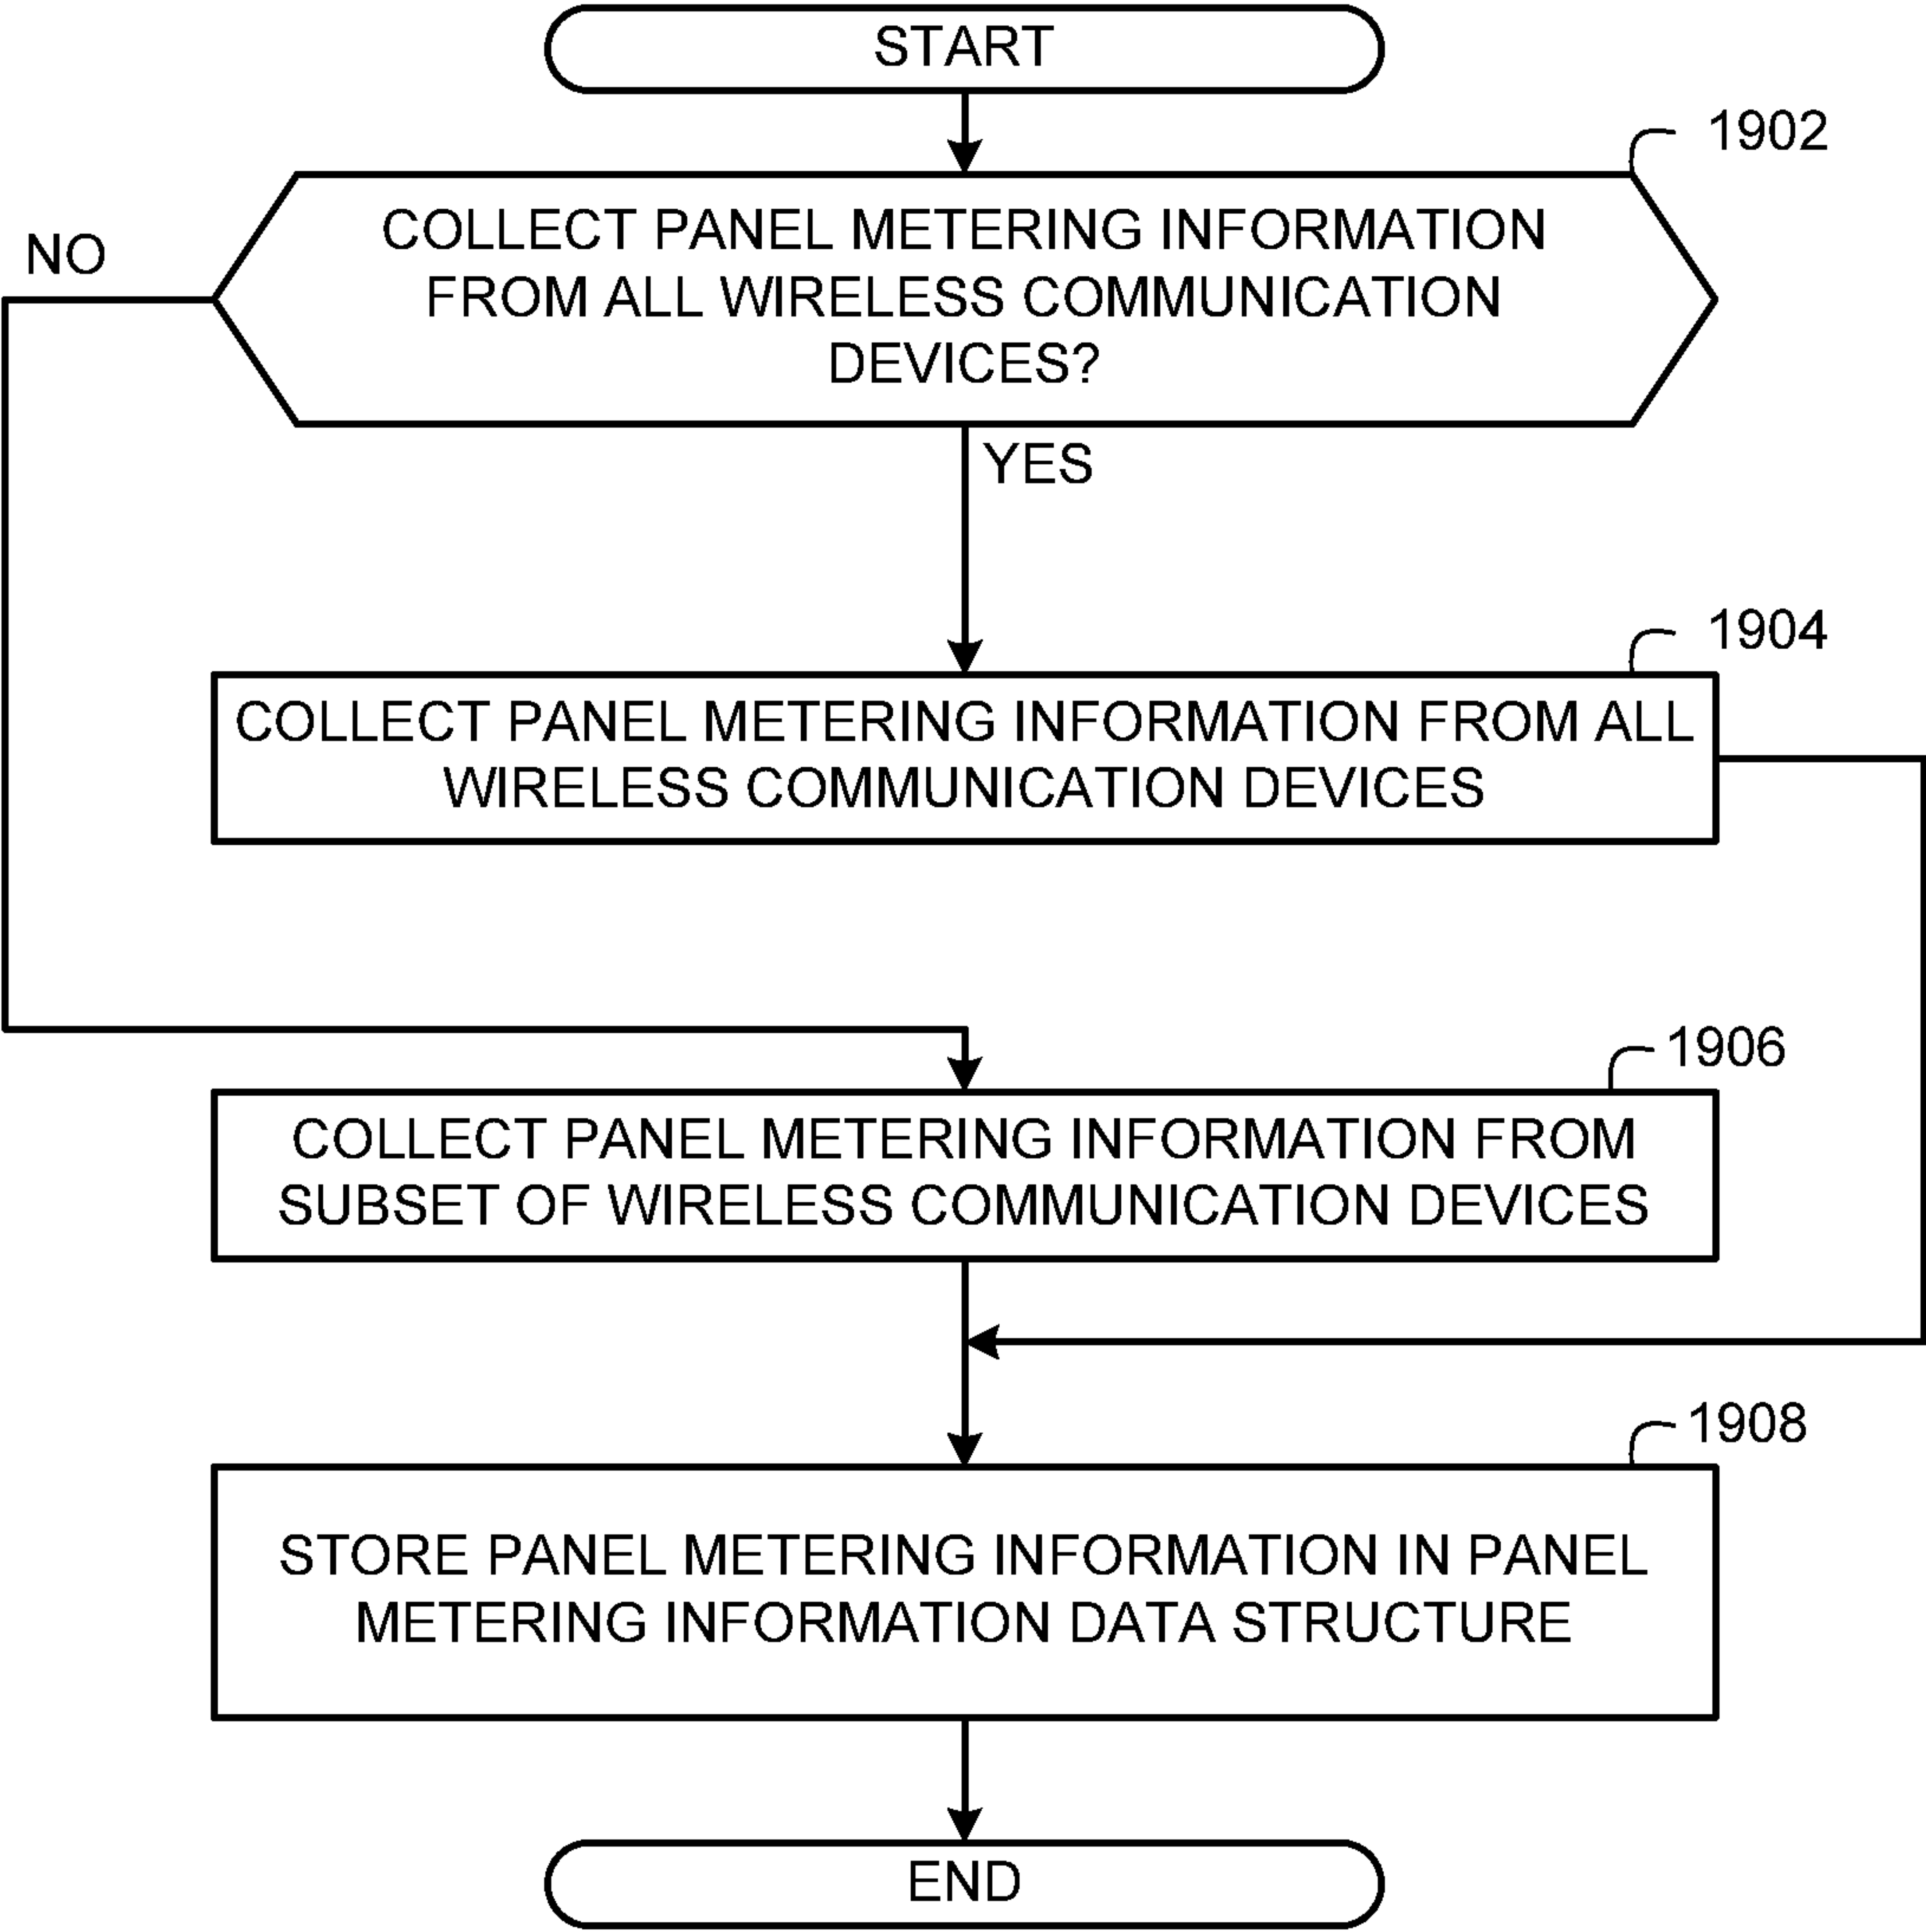 START
1902
COLLECT PANEL METERING INFORMATION
FROM ALL WIRELESS COMMUNICATION
DEVICES?
NO
YES
1904
COLLECT PANEL METERING INFORMATION FROM ALL
WIRELESS COMMUNICATION DEVICES
1906
COLLECT PANEL METERING INFORMATION FROM
SUBSET OF WIRELESS COMMUNICATION DEVICES
1908
STORE PANEL METERING INFORMATION IN PANEL
METERING INFORMATION DATA STRUCTURE
END